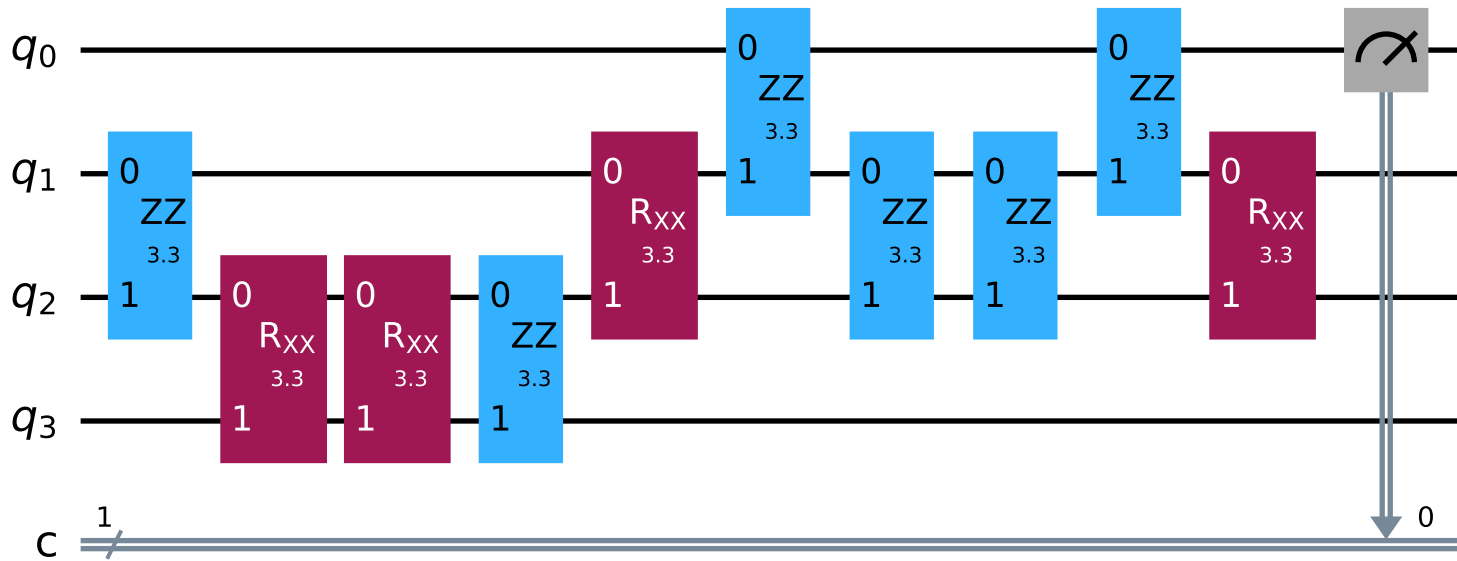 q0 0 0
ZZ ZZ
3.3 3.3
q1 0 0 1 0 0 1 0
ZZ RXX ZZ ZZ RXX
3.3 3.3 3.3 3.3 3.3
q2 1 0 0 0 1 1 1 1
RXX RXX ZZ
3.3 3.3 3.3
q3 1 1 1
1 0
c